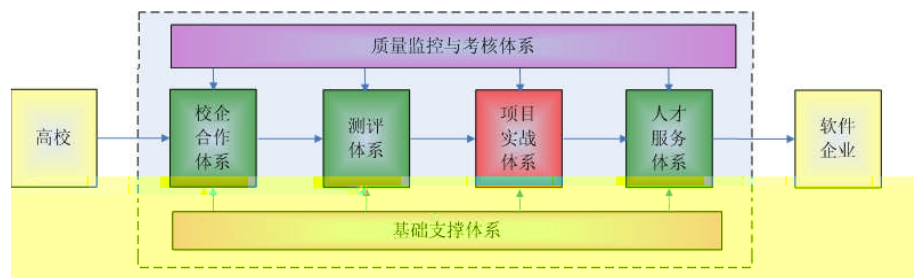 质量监控与考核体系
高校
校企
合作
体系
测评
体系
项目
实战
体系
人才
服务
体系
软件
企业
基础支撑体系